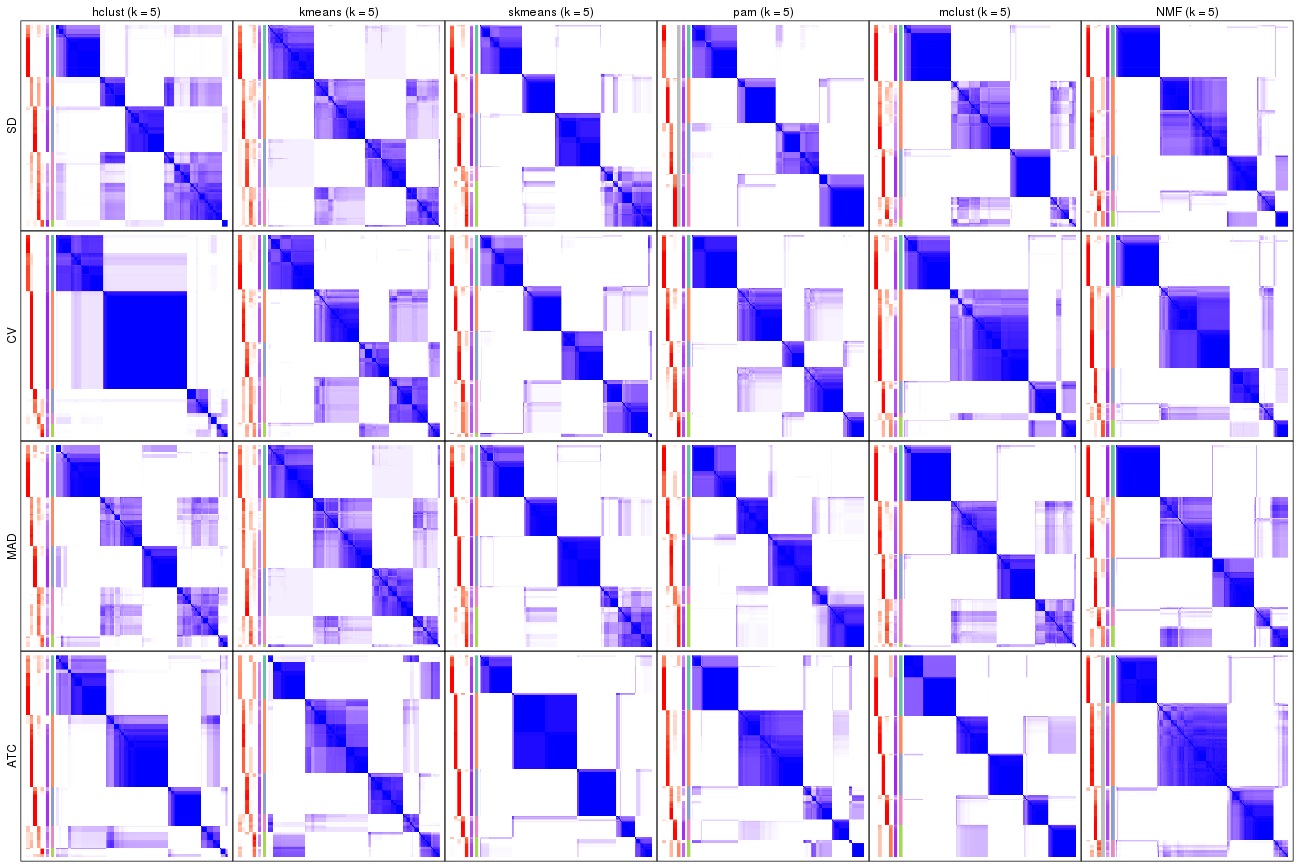 hclust (k = 5) kmeans (k = 5) skmeans (k = 5) pam (k = 5) mclust (k = 5) NMF (k = 5)
SD
CV
MAD
ATC